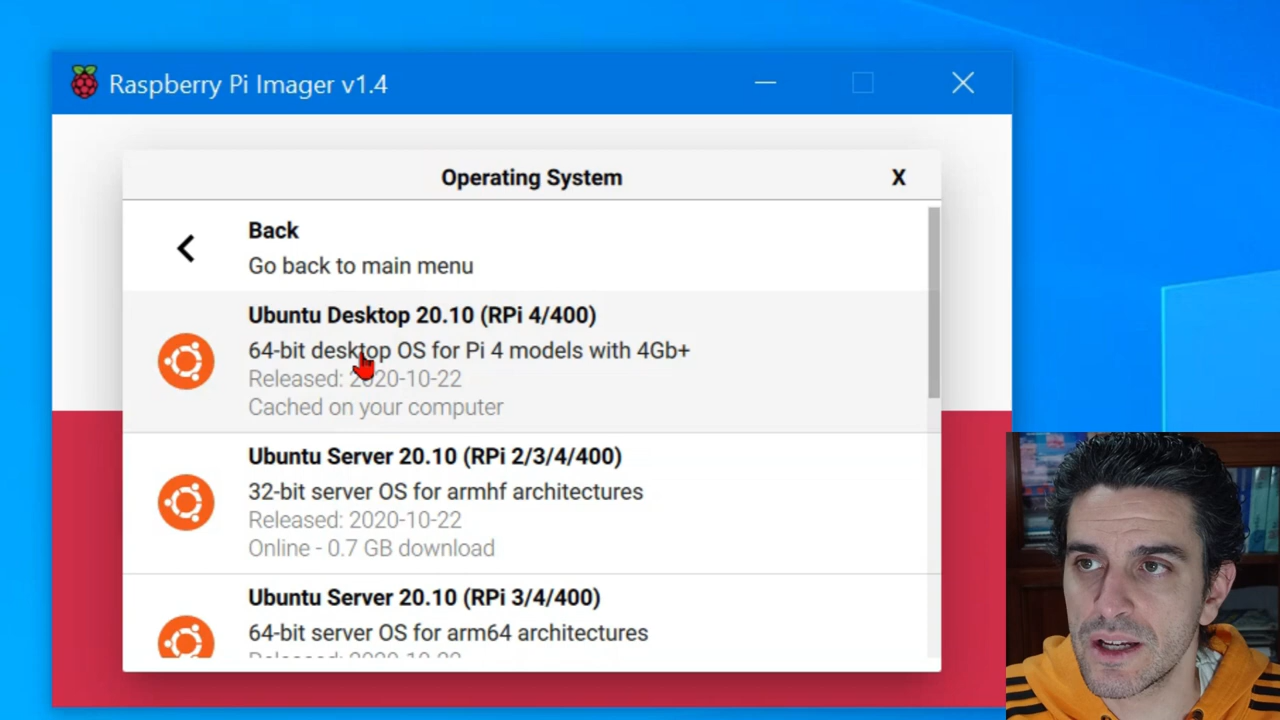 Raspberry Pi Imager v1.4
Operating System
X
Back
Go back to main menu
Ubuntu Desktop 20.10 (RPi 4/400)
64-bit desktop OS for Pi 4 models with 4Gb+
Released: 2020-10-22
Cached on your computer
Ubuntu Server 20.10 (RPi 2/3/4/400)
32-bit server OS for armhf architectures
Released: 2020-10-22
Online - 0.7 GB download
Ubuntu Server 20.10 (RPi 3/4/400)
64-bit server OS for arm64 architectures
Released: 2020-10-22